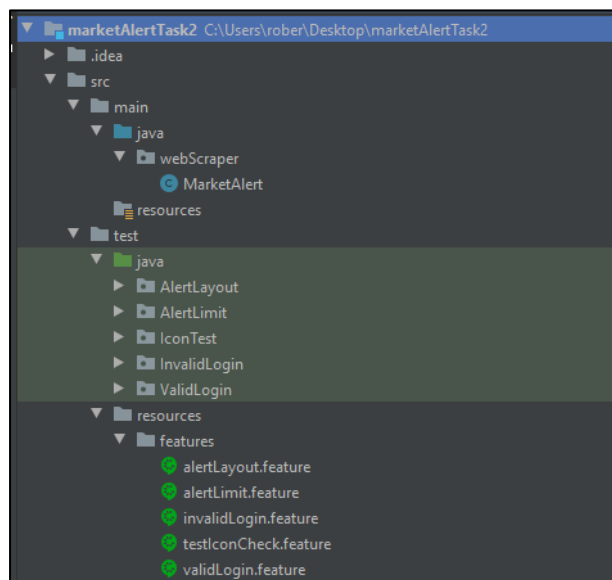 marketAlertTask2 C:\Users\rober\Desktop\marketAlertTask2
.idea
src
main
java
webScraper
MarketAlert
resources
test
java
AlertLayout
AlertLimit
IconTest
InvalidLogin
ValidLogin
resources
features
alertLayout.feature
alertLimit.feature
invalidLogin.feature
testIconCheck.feature
validLogin.feature